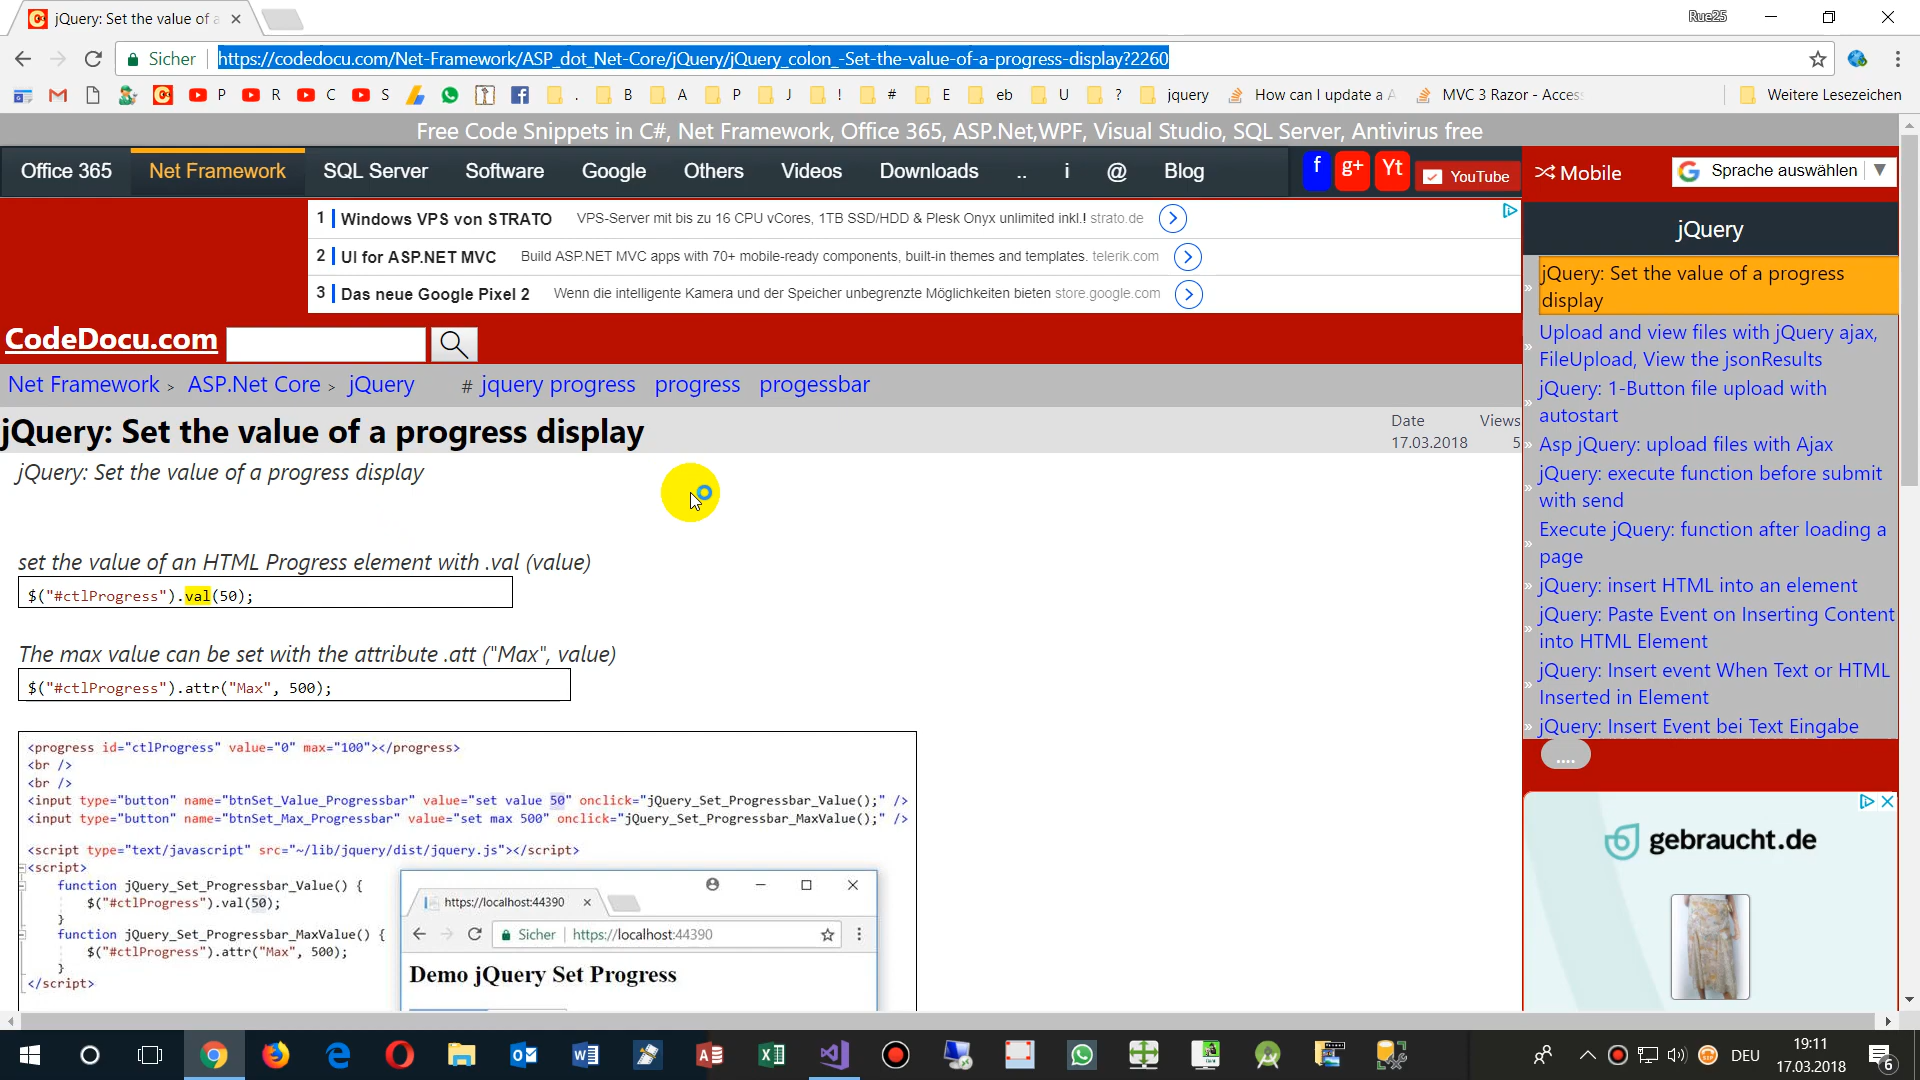 jQuery: Set the value of a
Rue25
Sicher
https://codedocu.com/Net-Framework/ASP_dot_Net-Core/jQuery/jQuery_colon_-Set-the-value-of-a-progress-display?2260
P R C S . B A P J ! # E eb U ? jquery How can I update a A MVC 3 Razor - Access Weitere Lesezeichen
Free Code Snippets in C#, Net Framework, Office 365, ASP.Net,WPF, Visual Studio, SQL Server, Antivirus free
Office 365 Net Framework SQL Server Software Google Others Videos Downloads .. i @ Blog
f g+ Yt YouTube Mobile Sprache auswählen ▼
1 Windows VPS von STRATO VPS-Server mit bis zu 16 CPU vCores, 1TB SSD/HDD & Plesk Onyx unlimited inkl.! strato.de
2 UI for ASP.NET MVC Build ASP.NET MVC apps with 70+ mobile-ready components, built-in themes and templates. telerik.com
3 Das neue Google Pixel 2 Wenn die intelligente Kamera und der Speicher unbegrenzte Möglichkeiten bieten store.google.com
CodeDocu.com
Net Framework > ASP.Net Core > jQuery # jquery progress progress progessbar
jQuery: Set the value of a progress display
Date Views
17.03.2018 5
jQuery: Set the value of a progress display
set the value of an HTML Progress element with .val (value)
$("#ctlProgress").val(50);
The max value can be set with the attribute .att ("Max", value)
$("#ctlProgress").attr("Max", 500);
<progress id="ctlProgress" value="0" max="100"></progress>
<br />
<br />
<input type="button" name="btnSet_Value_Progressbar" value="set value 50" onclick="jQuery_Set_Progressbar_Value();" />
<input type="button" name="btnSet_Max_Progressbar" value="set max 500" onclick="jQuery_Set_Progressbar_MaxValue();" />
<script type="text/javascript" src="~/lib/jquery/dist/jquery.js"></script>
<script>
function jQuery_Set_Progressbar_Value() {
$("#ctlProgress").val(50);
}
function jQuery_Set_Progressbar_MaxValue() {
$("#ctlProgress").attr("Max", 500);
}
</script>
https://localhost:44390
Sicher https://localhost:44390
Demo jQuery Set Progress
jQuery
jQuery: Set the value of a progress
display
Upload and view files with jQuery ajax,
FileUpload, View the jsonResults
jQuery: 1-Button file upload with
autostart
Asp jQuery: upload files with Ajax
jQuery: execute function before submit
with send
Execute jQuery: function after loading a
page
jQuery: insert HTML into an element
jQuery: Paste Event on Inserting Content
into HTML Element
jQuery: Insert event When Text or HTML
Inserted in Element
jQuery: Insert Event bei Text Eingabe
....
gebraucht.de
DEU
19:11
17.03.2018
6